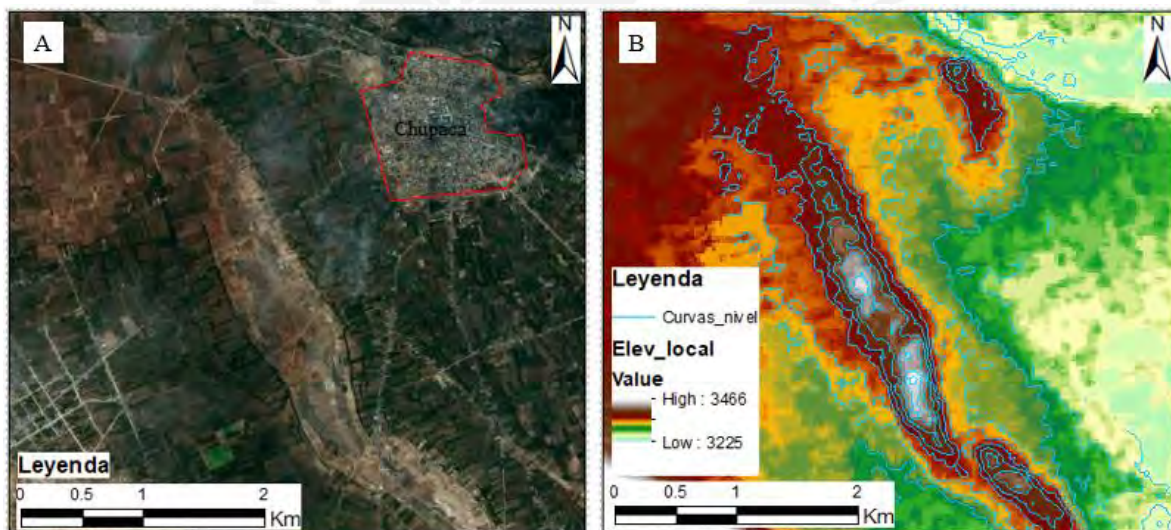 A
N
Chupaca
Leyenda
0 0.5 1 2
Km
B
N
Leyenda
Curvas_nivel
Elev_local
Value
High : 3466
Low : 3225
0 0.5 1 2
Km